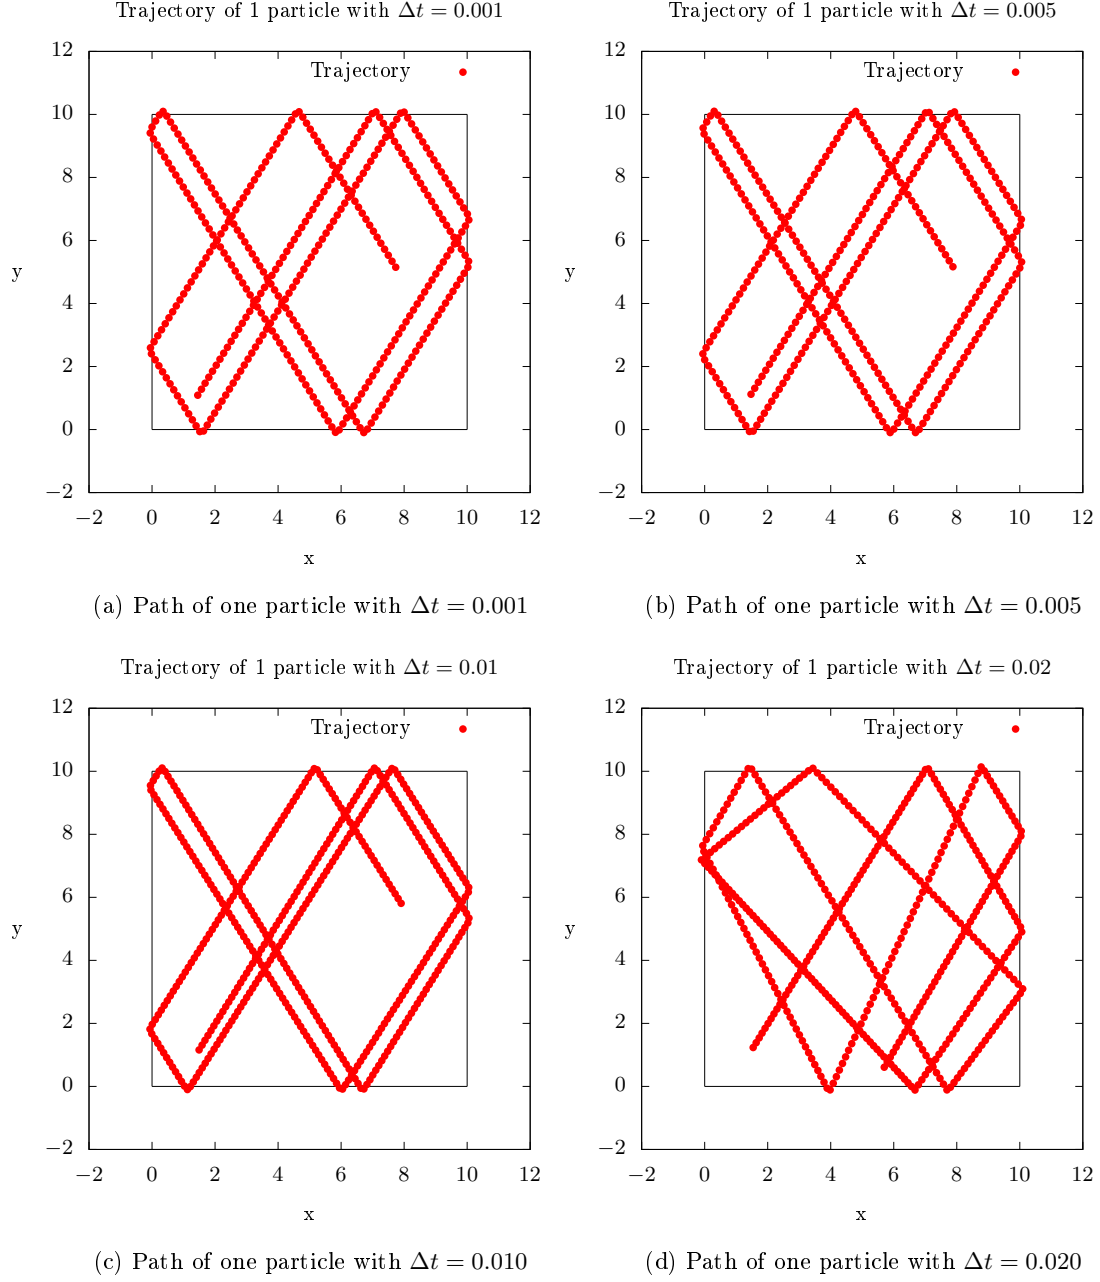 Trajectory of 1 particle with Δt = 0.001
12
10
8
6
4
2
0
−2
−2 0 2 4 6 8 10 12
y
x
Trajectory
(a) Path of one particle with Δt = 0.001
Trajectory of 1 particle with Δt = 0.005
12
10
8
6
4
2
0
−2
−2 0 2 4 6 8 10 12
y
x
Trajectory
(b) Path of one particle with Δt = 0.005
Trajectory of 1 particle with Δt = 0.01
12
10
8
6
4
2
0
−2
−2 0 2 4 6 8 10 12
y
x
Trajectory
(c) Path of one particle with Δt = 0.010
Trajectory of 1 particle with Δt = 0.02
12
10
8
6
4
2
0
−2
−2 0 2 4 6 8 10 12
y
x
Trajectory
(d) Path of one particle with Δt = 0.020